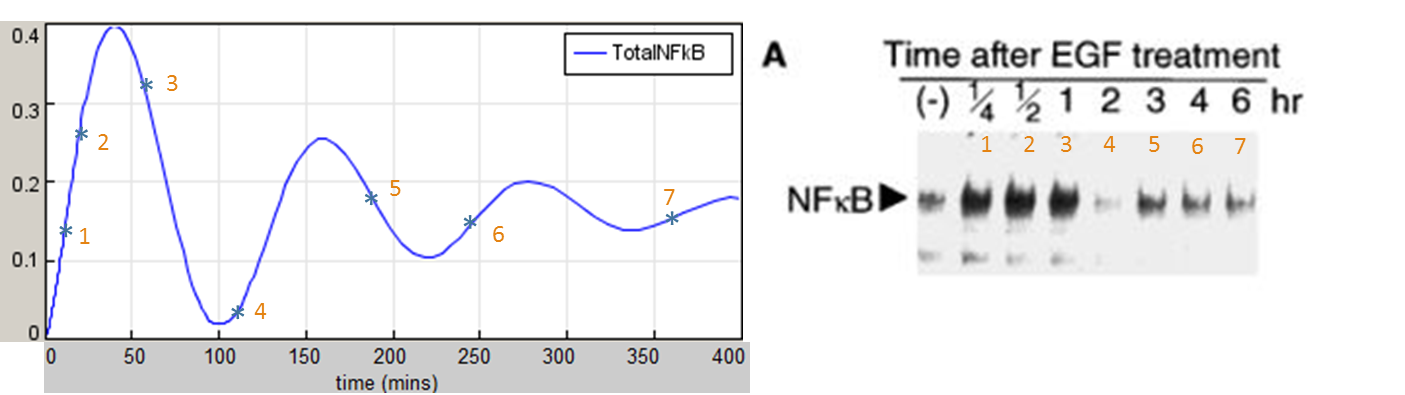 TotalNFkB
0.4
0.3
0.2
0.1
0
1
2
3
4
5
6
7
0 50 100 150 200 250 300 350 400
time (mins)
A
Time after EGF treatment
(-) 1/4 1/2 1 2 3 4 6 hr
1 2 3 4 5 6 7
NFκB